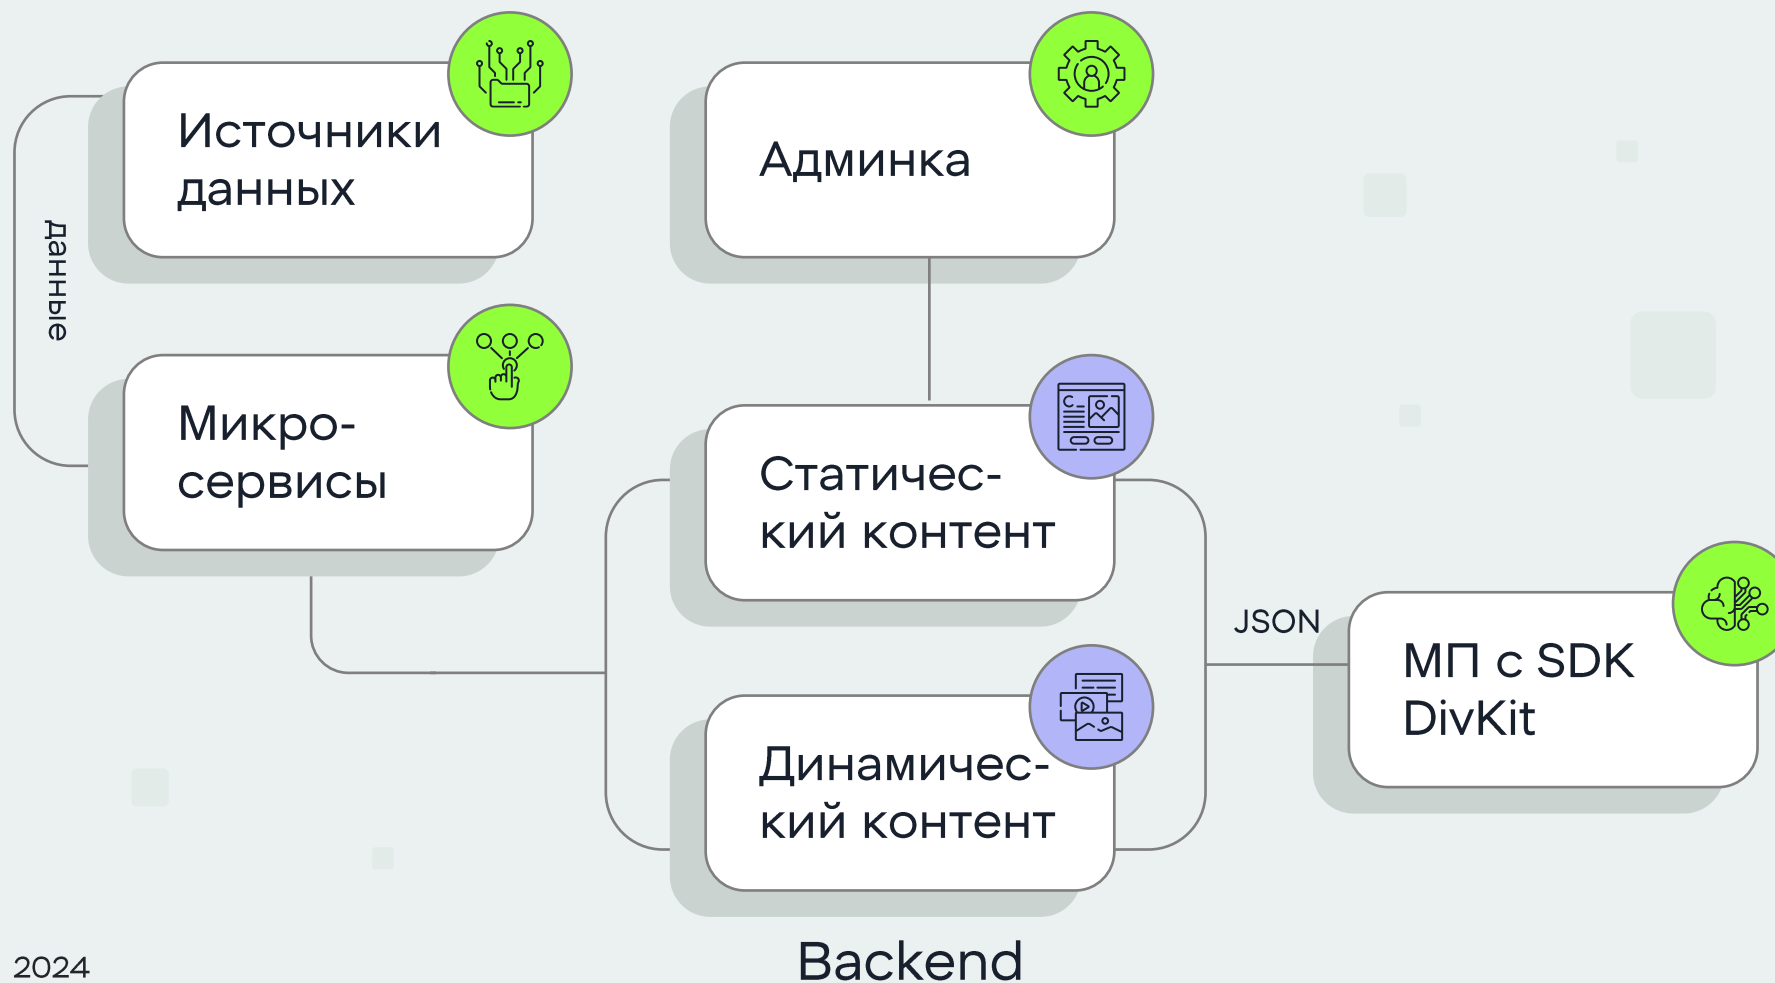 Источники
данных
Админка
данные
Микро-
сервисы
Статичес-
кий контент
JSON
МП с SDK
DivKit
Динамичес-
кий контент
Backend
2024